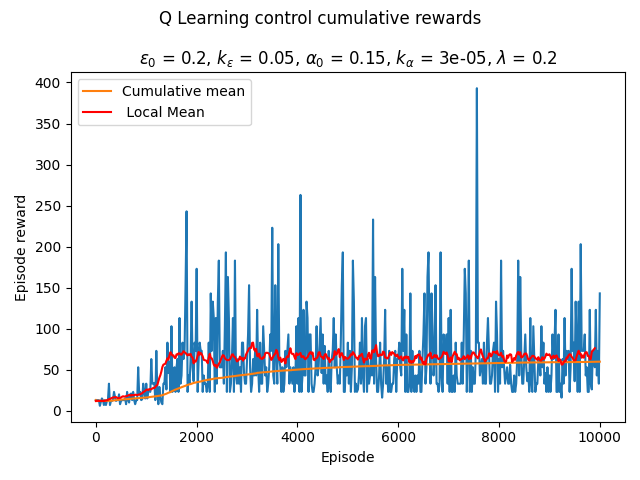 Q Learning control cumulative rewards
ε₀ = 0.2, kε = 0.05, α₀ = 0.15, kα = 3e-05, λ = 0.2
400
350
300
250
200
150
100
50
0
Episode reward
Cumulative mean
Local Mean
0 2000 4000 6000 8000 10000
Episode